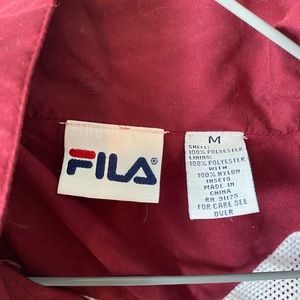 FILA®
M
SHELL:
100% POLYESTER
LINING:
100% POLYESTER
WITH
100% NYLON
INSETS
MADE IN
CHINA
RN 91175
FOR CARE SEE
OVER